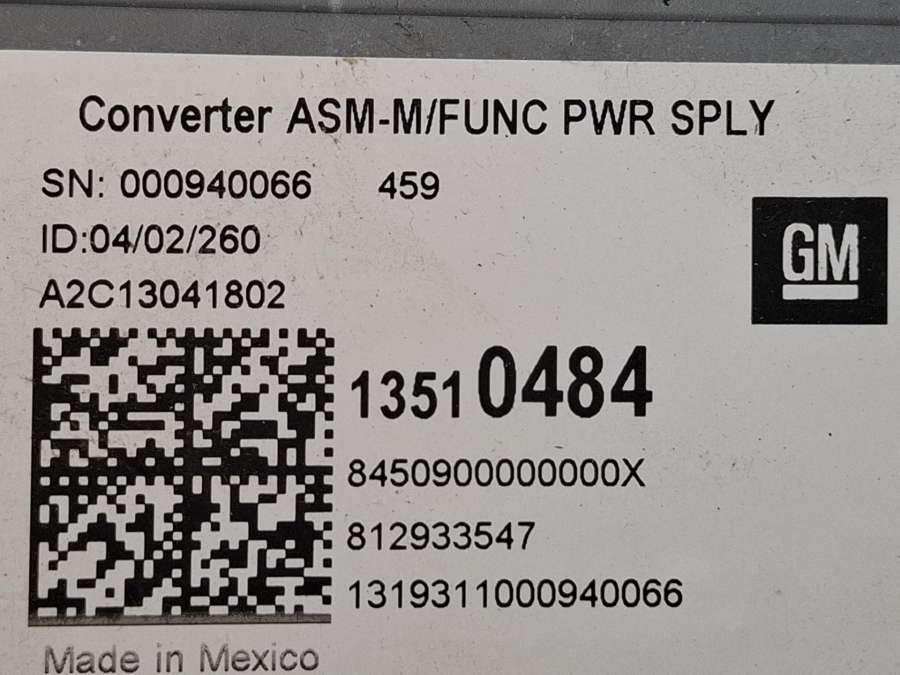 Converter ASM-M/FUNC PWR SPLY
SN: 000940066 459
ID:04/02/260
A2C13041802
GM
13510484
8450900000000X
812933547
1319311000940066
Made in Mexico